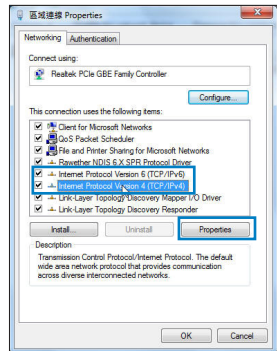 區域連線 Properties
Networking Authentication
Connect using:
Realtek PCIe GBE Family Controller
Configure...
This connection uses the following items:
Client for Microsoft Networks
QoS Packet Scheduler
File and Printer Sharing for Microsoft Networks
Rawether NDIS 6.X SPR Protocol Driver
Internet Protocol Version 6 (TCP/IPv6)
Internet Protocol Version 4 (TCP/IPv4)
Link-Layer Topology Discovery Mapper I/O Driver
Link-Layer Topology Discovery Responder
Install... Uninstall Properties
Description
Transmission Control Protocol/Internet Protocol. The default
wide area network protocol that provides communication
across diverse interconnected networks.
OK Cancel